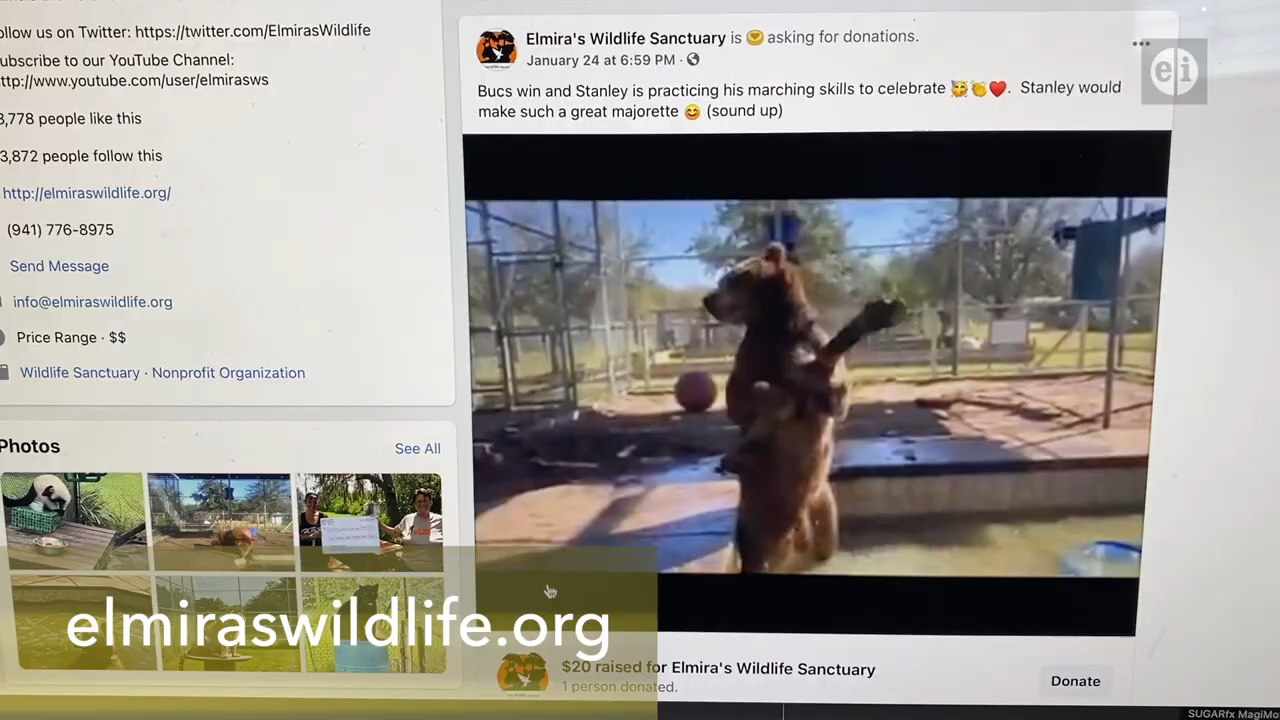 ollow us on Twitter: https://twitter.com/ElmirasWildlife
ubscribe to our YouTube Channel:
ttp://www.youtube.com/user/elmirasws
3,778 people like this
3,872 people follow this
http://elmiraswildlife.org/
(941) 776-8975
Send Message
info@elmiraswildlife.org
Price Range · $$
Wildlife Sanctuary · Nonprofit Organization
Photos
See All
Elmira's Wildlife Sanctuary is asking for donations.
January 24 at 6:59 PM ·
Bucs win and Stanley is practicing his marching skills to celebrate 🥳👏❤️. Stanley would
make such a great majorette 😊 (sound up)
ei
elmiraswildlife.org
$20 raised for Elmira's Wildlife Sanctuary
1 person donated.
Donate
SUGARfx MagiMo